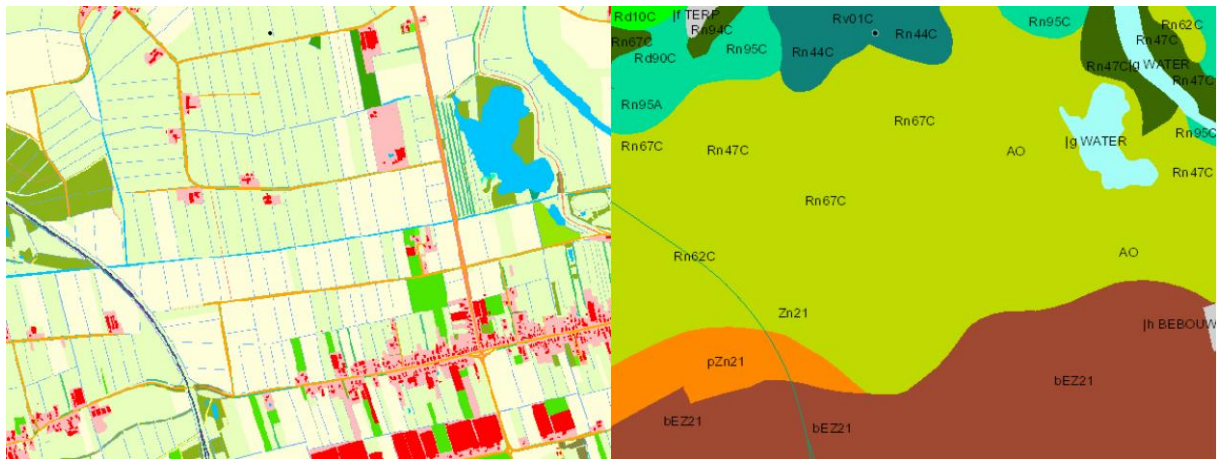 Rd10C
|f TERP
Rv01C
Rn95C
Rn62C
Rn94C
Rn67C
Rn95C
Rn44C
Rn44C
Rn47C
Rd90C
Rn47C
|g WATER
Rn47C
Rn95A
Rn67C
Rn95C
Rn67C
Rn47C
AO
|g WATER
Rn47C
Rn67C
Rn62C
AO
Zn21
|h BEBOUW
pZn21
bEZ21
bEZ21
bEZ21